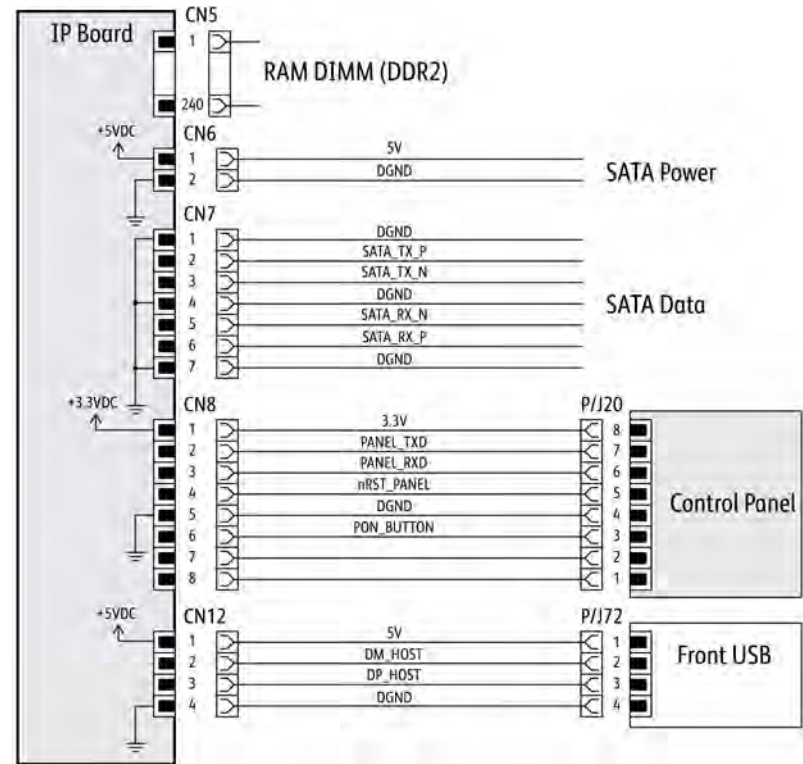 IP Board
CN5
1
RAM DIMM (DDR2)
240
+5VDC
CN6
1 5V
2 DGND
SATA Power
CN7
1 DGND
2 SATA_TX_P
3 SATA_TX_N
4 DGND
5 SATA_RX_N
6 SATA_RX_P
7 DGND
SATA Data
+3.3VDC
CN8 P/J20
1 3.3V 8
2 PANEL_TXD 7
3 PANEL_RXD 6
4 nRST_PANEL 5
5 DGND 4
6 PON_BUTTON 3
7 2
8 1
Control Panel
+5VDC
CN12 P/J72
1 5V 1
2 DM_HOST 2
3 DP_HOST 3
4 DGND 4
Front USB